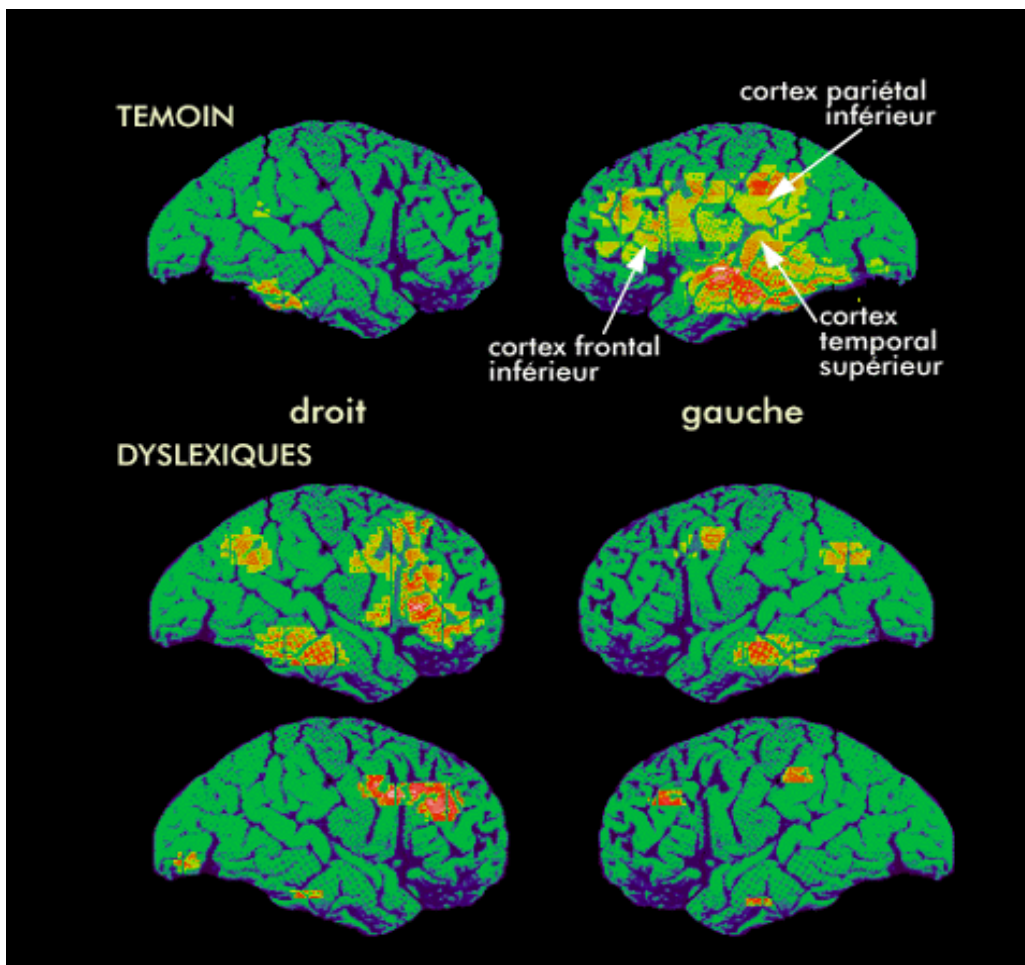 cortex pariétal
inférieur
TEMOIN
cortex frontal
inférieur
cortex
temporal
supérieur
droit
gauche
DYSLEXIQUES